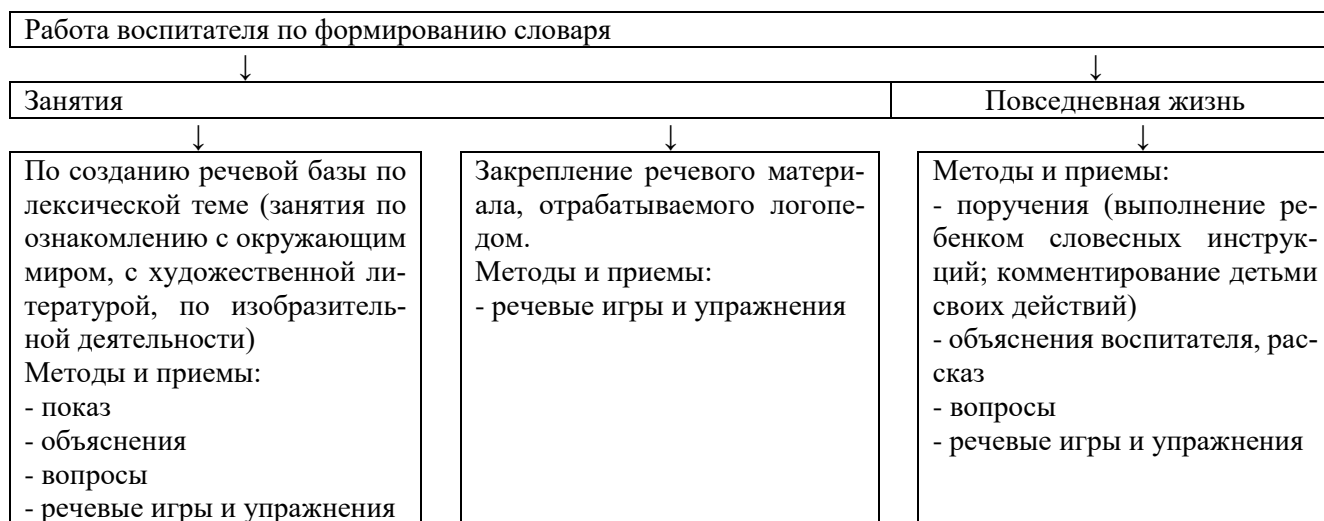 Работа воспитателя по формированию словаря
↓ ↓
Занятия Повседневная жизнь
↓ ↓ ↓
По созданию речевой базы по
лексической теме (занятия по
ознакомлению с окружающим
миром, с художественной ли-
тературой, по изобразитель-
ной деятельности)
Методы и приемы:
- показ
- объяснения
- вопросы
- речевые игры и упражнения
Закрепление речевого матери-
ала, отрабатываемого логопе-
дом.
Методы и приемы:
- речевые игры и упражнения
Методы и приемы:
- поручения (выполнение ре-
бенком словесных инструк-
ций; комментирование детьми
своих действий)
- объяснения воспитателя, рас-
сказ
- вопросы
- речевые игры и упражнения